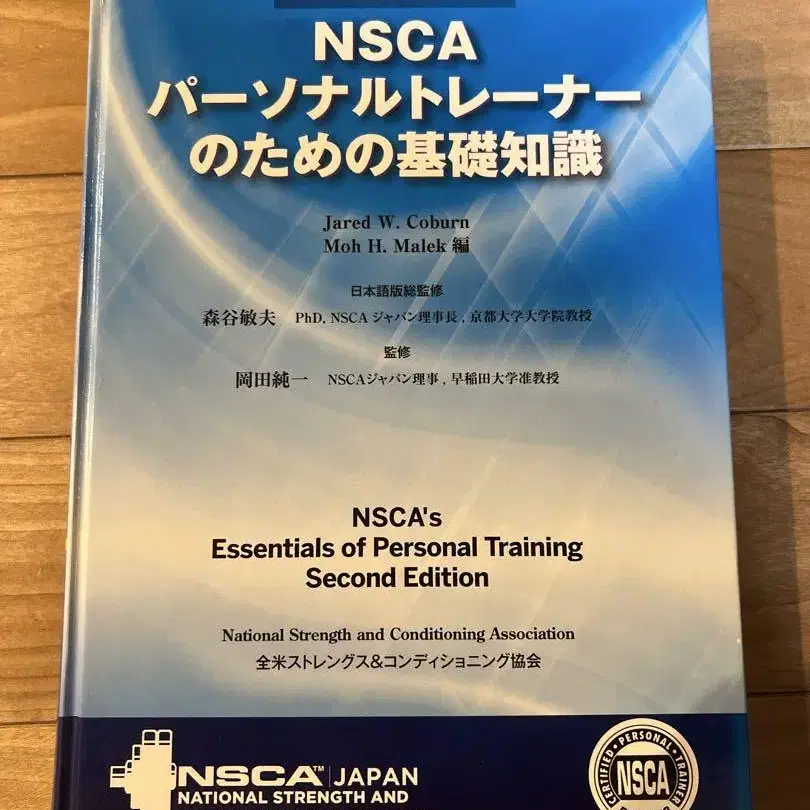 NSCA
パーソナルトレーナー
のための基礎知識
Jared W. Coburn
Moh H. Malek 編
日本語版総監修
森谷敏夫 PhD, NSCA ジャパン理事長, 京都大学大学院教授
監修
岡田純一 NSCAジャパン理事, 早稲田大学准教授
NSCA's
Essentials of Personal Training
Second Edition
National Strength and Conditioning Association
全米ストレングス&コンディショニング協会
NSCA™ JAPAN
NATIONAL STRENGTH AND
CERTIFIED • PERSONAL • TRAINER
NSCA